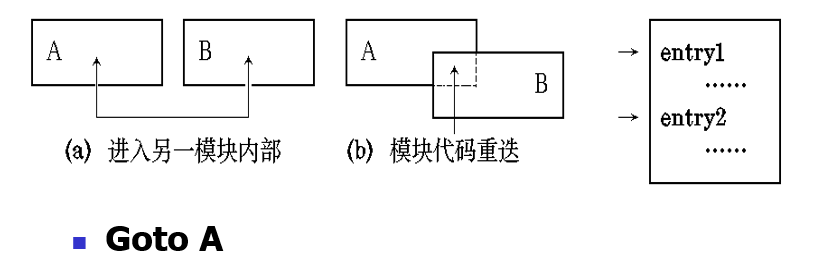 A
B
A
B
entry1
......
entry2
......
(a) 进入另一模块内部
(b) 模块代码重迭
Goto A